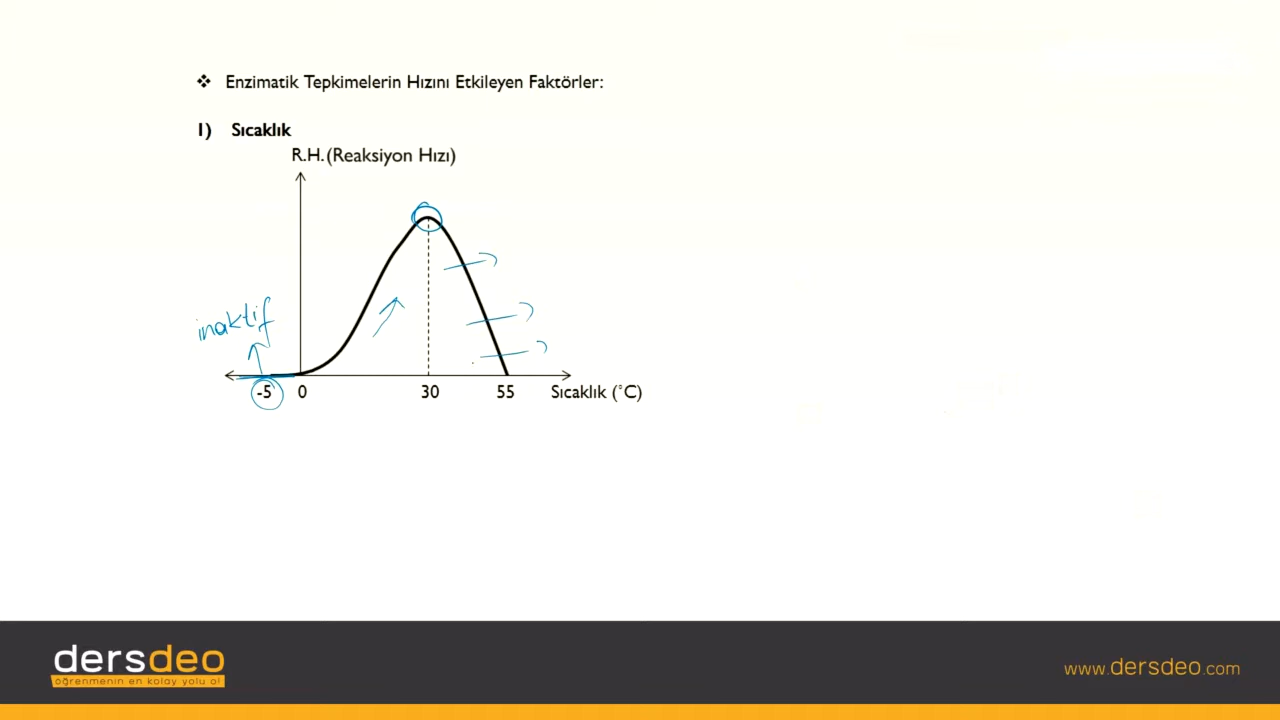 ❖ Enzimatik Tepkimelerin Hızını Etkileyen Faktörler:
1) Sıcaklık
R.H.(Reaksiyon Hızı)
inaktif
-5 0 30 55 Sıcaklık (°C)
dersdeo
öğrenmenin en kolay yolu o!
www.dersdeo.com